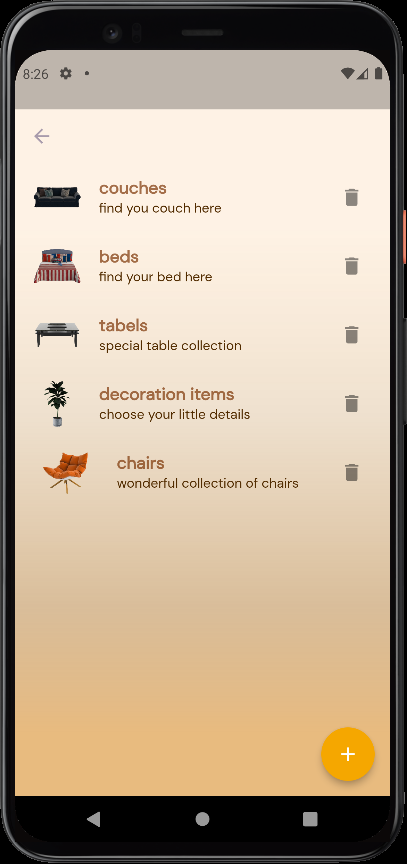 8:26
couches
find you couch here
beds
find your bed here
tabels
special table collection
decoration items
choose your little details
chairs
wonderful collection of chairs